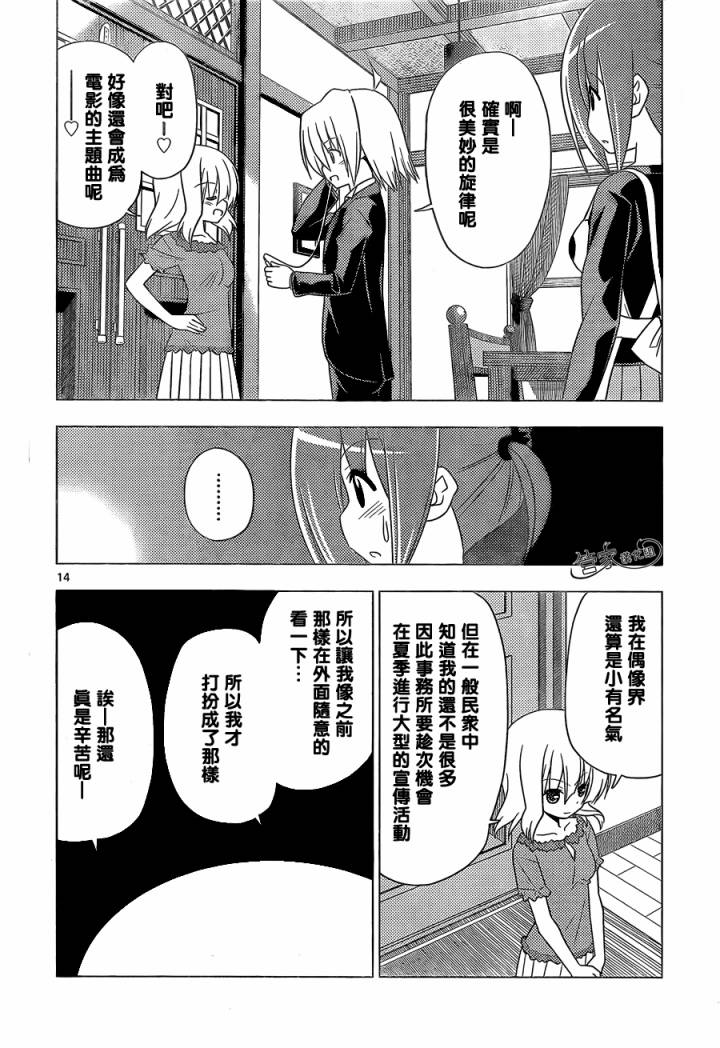 啊—
確實是
很美妙的旋律呢
對吧—♡
好像還會成為
電影的主題曲呢
—♡
………
14
我在偶像界
還算是小有名氣
但在一般民衆中
知道我的還不是很多
因此事務所要趁次機會
在夏季進行大型的宣傳活動
所以讓我像之前
那樣在外面隨意的
看一下…
所以我才
打扮成了那樣
誒—那還
真是辛苦呢—